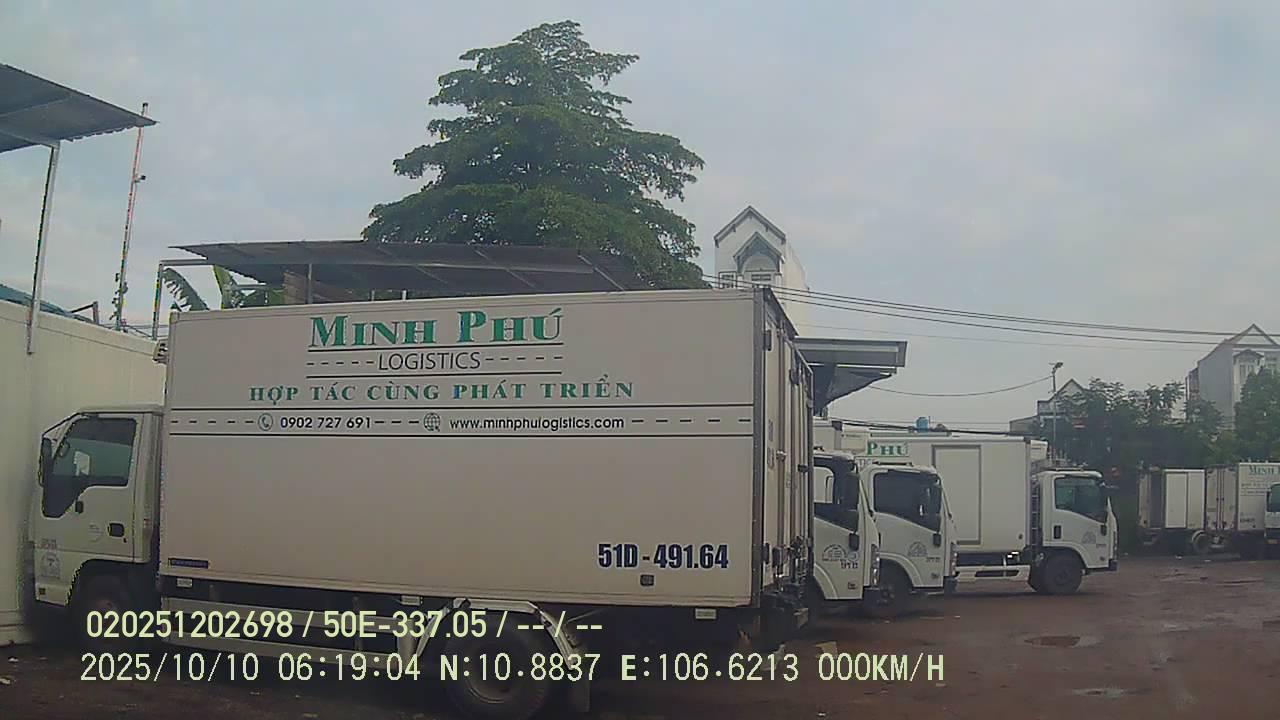 MINH PHÚ
LOGISTICS
HỢP TÁC CÙNG PHÁT TRIỂN
0902 727 691 www.minhphulogistics.com
51D-491.64
PHÚ
MINH
020251202698 / 50E-337.05 / -- / --
2025/10/10 06:19:04 N:10.8837 E:106.6213 000KM/H